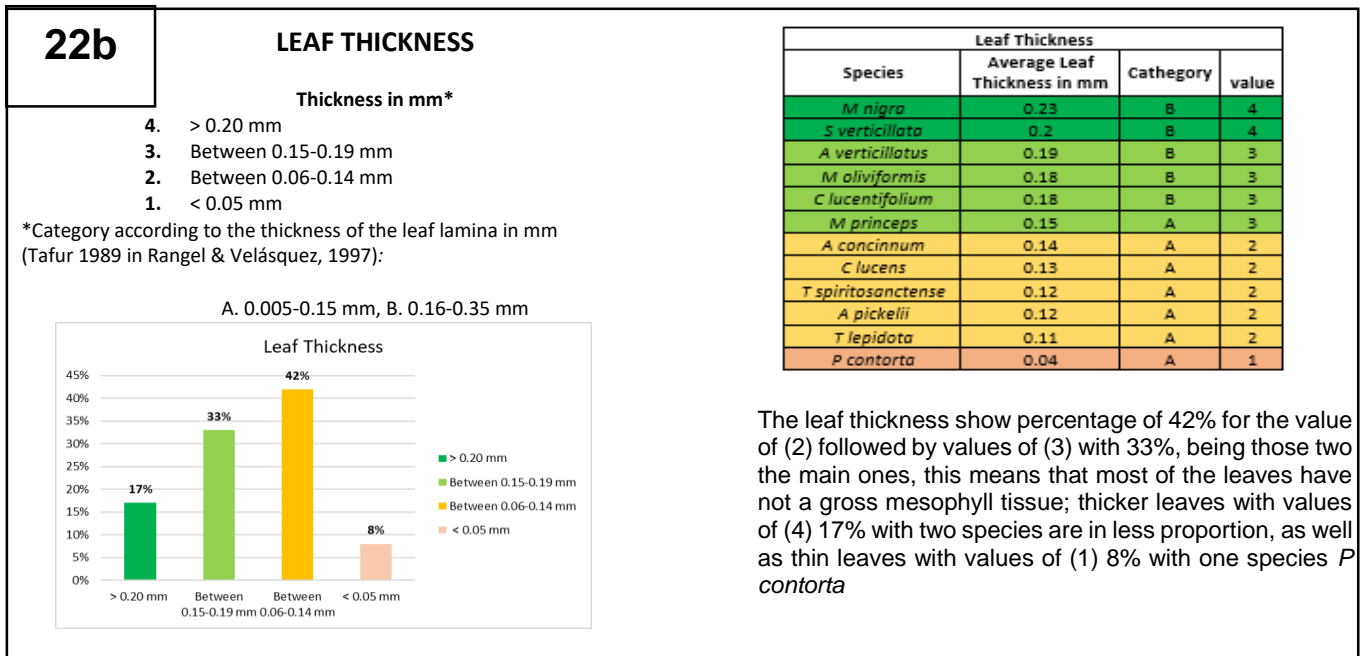 22b
LEAF THICKNESS
Thickness in mm*
4. > 0.20 mm
3. Between 0.15-0.19 mm
2. Between 0.06-0.14 mm
1. < 0.05 mm
*Category according to the thickness of the leaf lamina in mm
(Tafur 1989 in Rangel & Velásquez, 1997):
A. 0.005-0.15 mm, B. 0.16-0.35 mm
Leaf Thickness
45%
40%
35%
30%
25%
20%
15%
10%
5%
0%
17%
33%
42%
8%
> 0.20 mm
Between 0.15-0.19 mm
Between 0.06-0.14 mm
< 0.05 mm
> 0.20 mm
Between 0.15-0.19 mm
Between 0.06-0.14 mm
< 0.05 mm
Leaf Thickness
Species Average Leaf Thickness in mm Cathegory value
M nigra 0.23 B 4
S verticillata 0.2 B 4
A verticillatus 0.19 B 3
M oliviformis 0.18 B 3
C lucentifolium 0.18 B 3
M princeps 0.15 A 3
A concinnum 0.14 A 2
C lucens 0.13 A 2
T spiritosanctense 0.12 A 2
A pickelii 0.12 A 2
T lepidota 0.11 A 2
P contorta 0.04 A 1
The leaf thickness show percentage of 42% for the value
of (2) followed by values of (3) with 33%, being those two
the main ones, this means that most of the leaves have
not a gross mesophyll tissue; thicker leaves with values
of (4) 17% with two species are in less proportion, as well
as thin leaves with values of (1) 8% with one species P
contorta